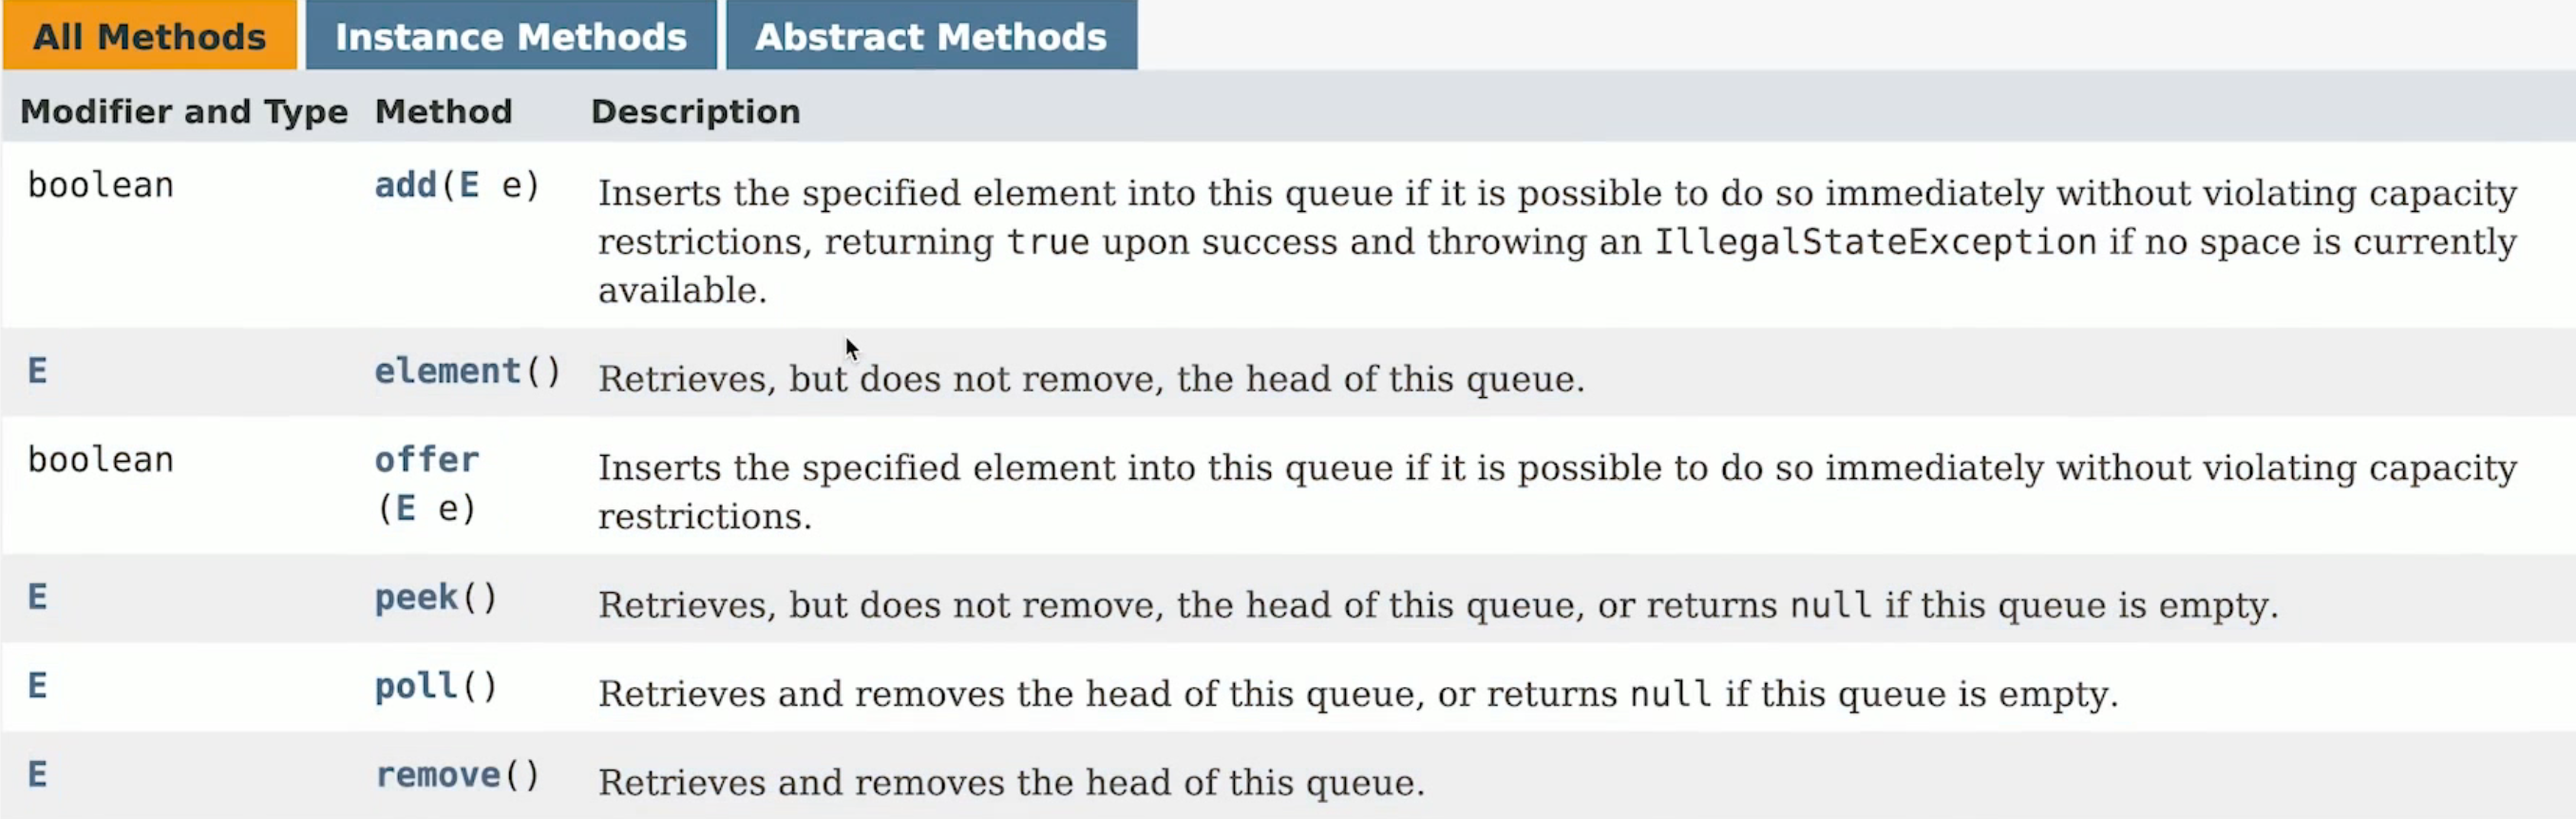 All Methods Instance Methods Abstract Methods
Modifier and Type Method Description
boolean add(E e) Inserts the specified element into this queue if it is possible to do so immediately without violating capacity
restrictions, returning true upon success and throwing an IllegalStateException if no space is currently
available.
E element() Retrieves, but does not remove, the head of this queue.
boolean offer Inserts the specified element into this queue if it is possible to do so immediately without violating capacity
(E e) restrictions.
E peek() Retrieves, but does not remove, the head of this queue, or returns null if this queue is empty.
E poll() Retrieves and removes the head of this queue, or returns null if this queue is empty.
E remove() Retrieves and removes the head of this queue.